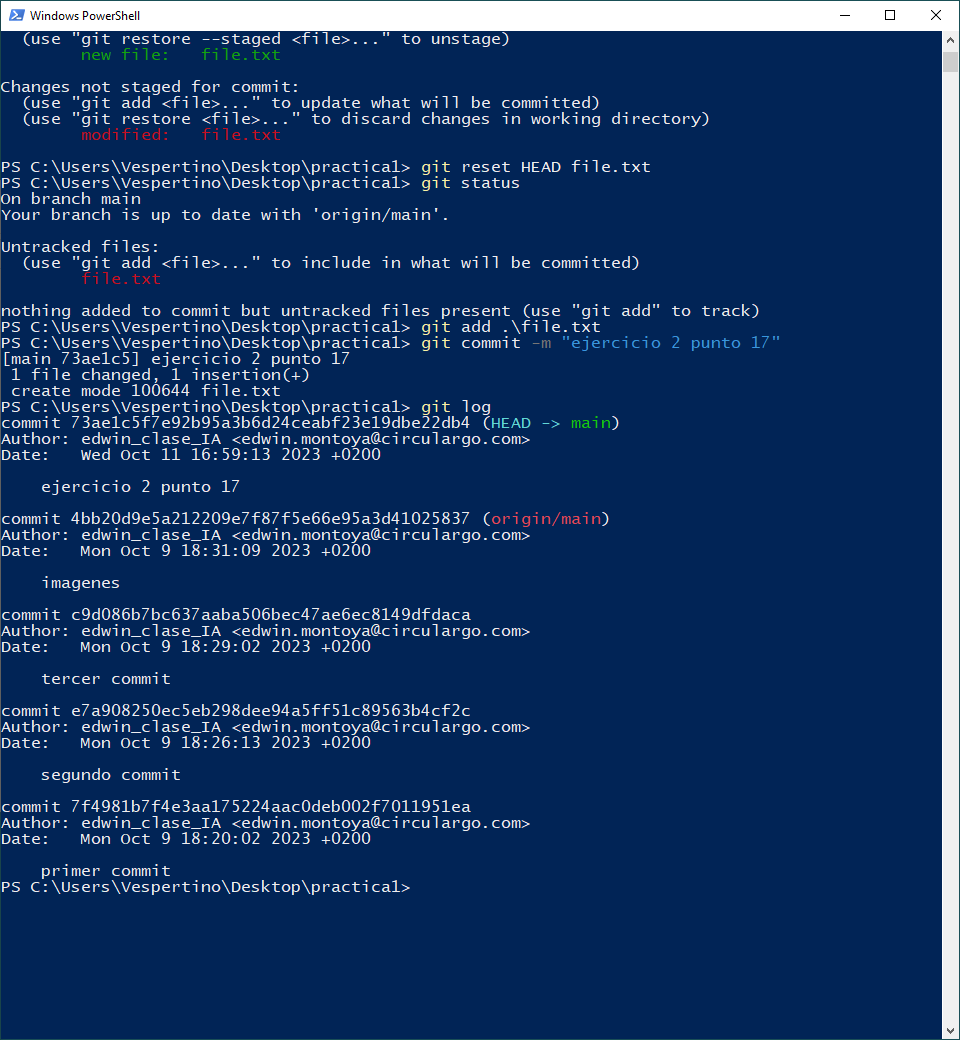 Windows PowerShell
  (use "git restore --staged <file>..." to unstage)
        new file:   file.txt
Changes not staged for commit:
  (use "git add <file>..." to update what will be committed)
  (use "git restore <file>..." to discard changes in working directory)
        modified:   file.txt
PS C:\Users\Vespertino\Desktop\practica1> git reset HEAD file.txt
PS C:\Users\Vespertino\Desktop\practica1> git status
On branch main
Your branch is up to date with 'origin/main'.
Untracked files:
  (use "git add <file>..." to include in what will be committed)
        file.txt
nothing added to commit but untracked files present (use "git add" to track)
PS C:\Users\Vespertino\Desktop\practica1> git add .\file.txt
PS C:\Users\Vespertino\Desktop\practica1> git commit -m "ejercicio 2 punto 17"
[main 73ae1c5] ejercicio 2 punto 17
 1 file changed, 1 insertion(+)
 create mode 100644 file.txt
PS C:\Users\Vespertino\Desktop\practica1> git log
commit 73ae1c5f7e92b95a3b6d24ceabf23e19dbe22db4 (HEAD -> main)
Author: edwin_clase_IA <edwin.montoya@circulargo.com>
Date:   Wed Oct 11 16:59:13 2023 +0200
    ejercicio 2 punto 17
commit 4bb20d9e5a212209e7f87f5e66e95a3d41025837 (origin/main)
Author: edwin_clase_IA <edwin.montoya@circulargo.com>
Date:   Mon Oct 9 18:31:09 2023 +0200
    imagenes
commit c9d086b7bc637aaba506bec47ae6ec8149dfdaca
Author: edwin_clase_IA <edwin.montoya@circulargo.com>
Date:   Mon Oct 9 18:29:02 2023 +0200
    tercer commit
commit e7a908250ec5eb298dee94a5ff51c89563b4cf2c
Author: edwin_clase_IA <edwin.montoya@circulargo.com>
Date:   Mon Oct 9 18:26:13 2023 +0200
    segundo commit
commit 7f4981b7f4e3aa175224aac0deb002f7011951ea
Author: edwin_clase_IA <edwin.montoya@circulargo.com>
Date:   Mon Oct 9 18:20:02 2023 +0200
    primer commit
PS C:\Users\Vespertino\Desktop\practica1>